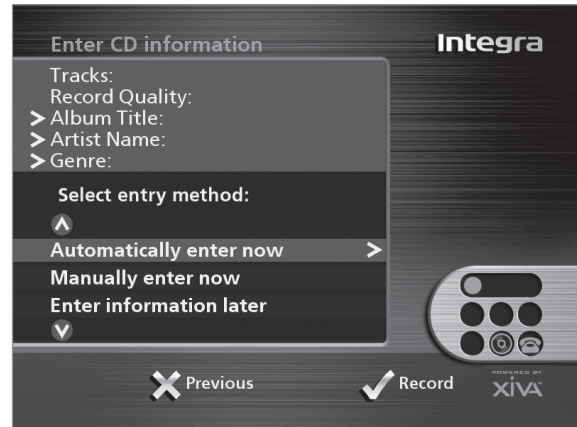 Enter CD information
Integra
Tracks:
Record Quality:
> Album Title:
> Artist Name:
> Genre:
Select entry method:
Automatically enter now >
Manually enter now
Enter information later
Previous
Record
POWERED BY
XiVA